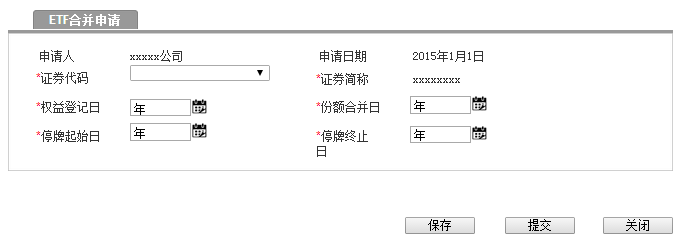 ETF合并申请
申请人 xxxxx公司 申请日期 2015年1月1日
*证券代码 *证券简称 xxxxxxxx
*权益登记日 年 *份额合并日 年
*停牌起始日 年 *停牌终止 年
日
保存 提交 关闭